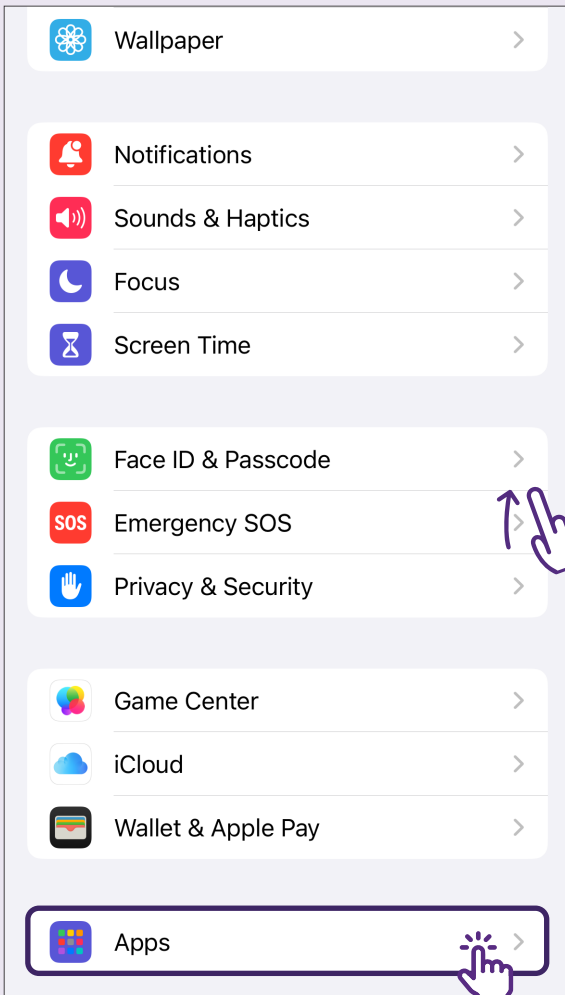 Wallpaper
Notifications
Sounds & Haptics
Focus
Screen Time
Face ID & Passcode
SOS Emergency SOS
Privacy & Security
Game Center
iCloud
Wallet & Apple Pay
Apps